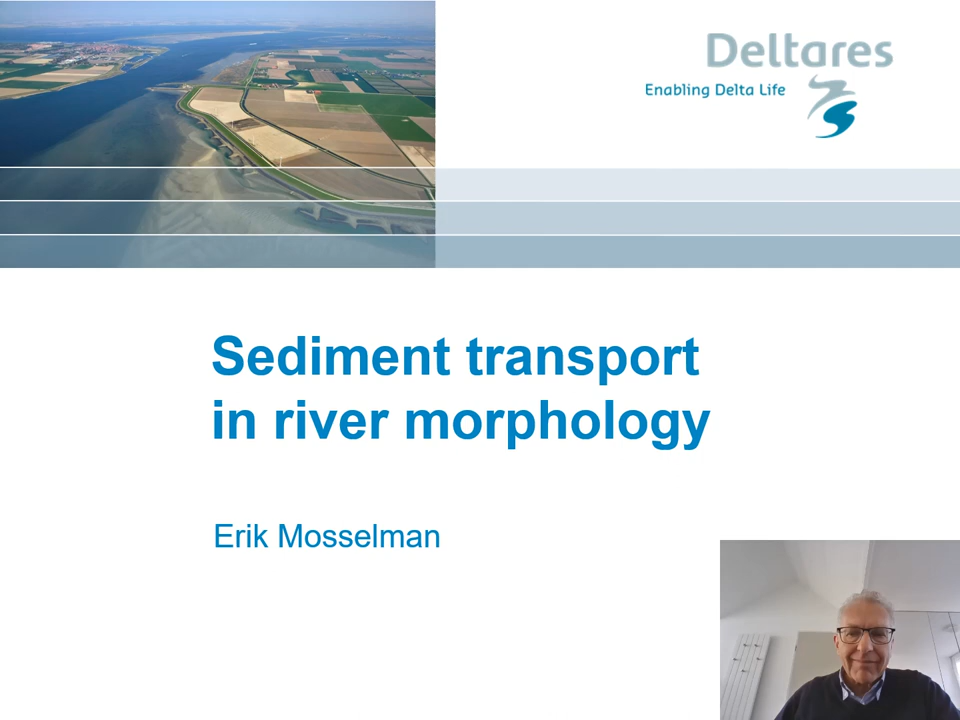 Deltares
Enabling Delta Life
Sediment transport
in river morphology
Erik Mosselman